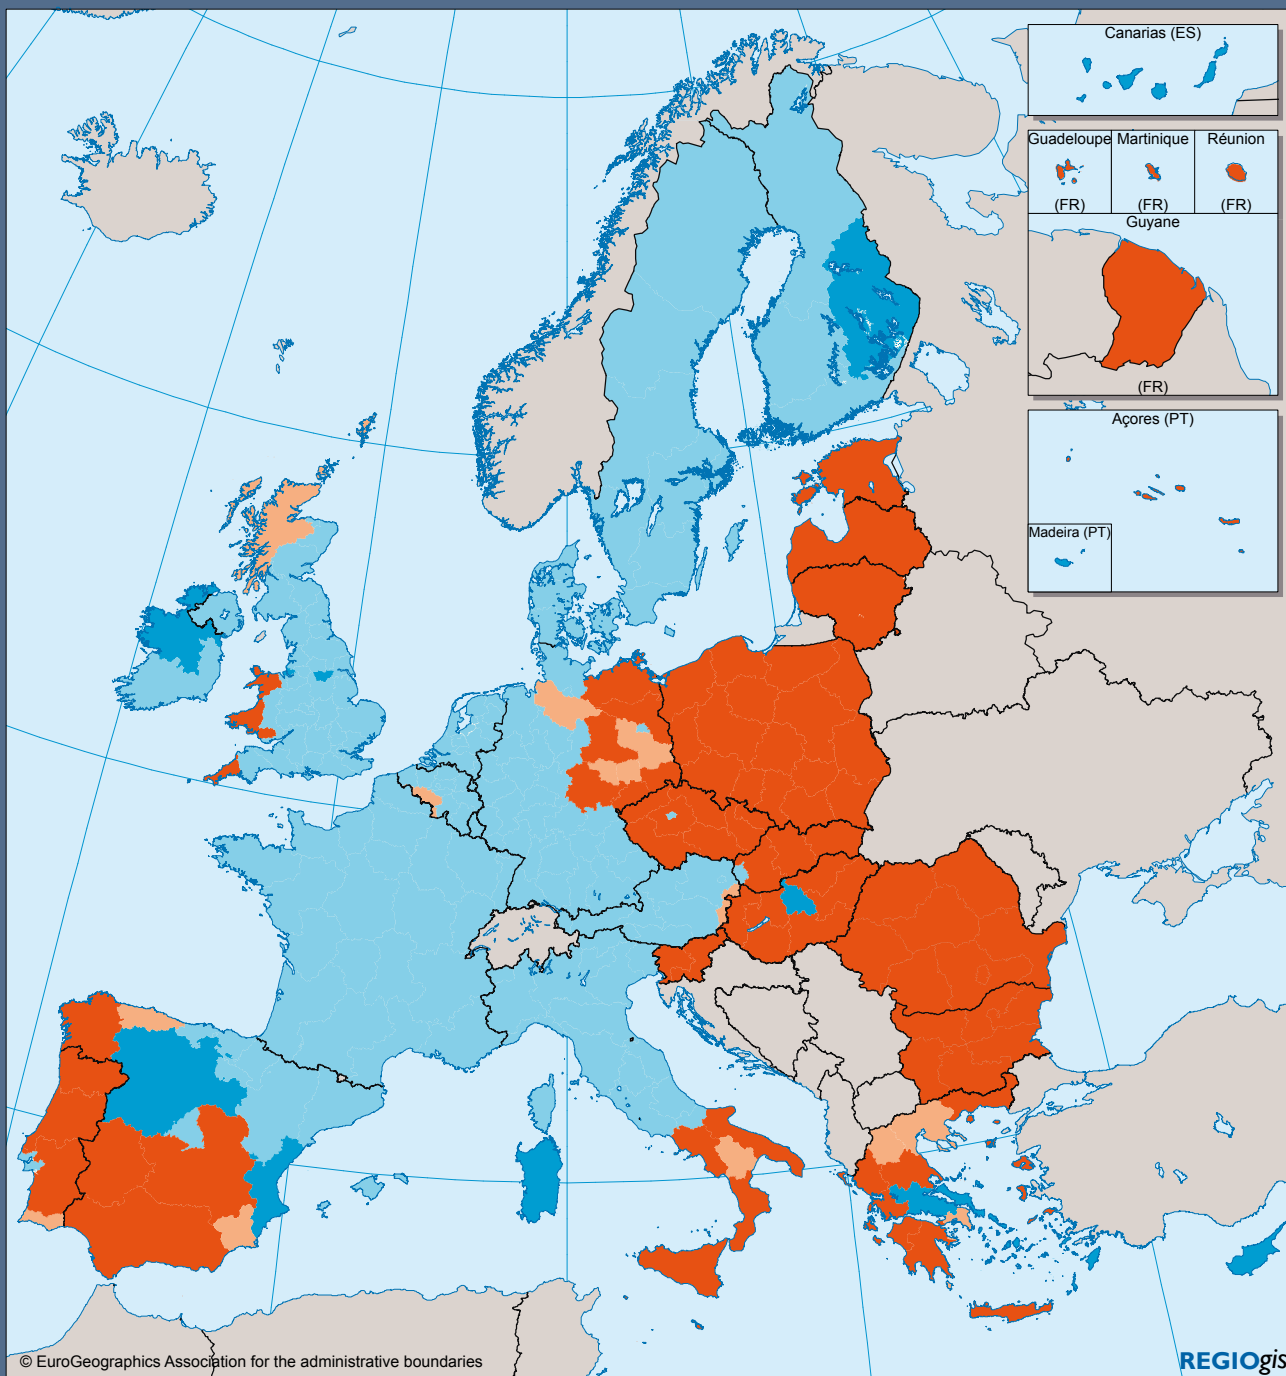 Canarias (ES)
Guadeloupe
Martinique
Réunion
(FR)
(FR)
(FR)
Guyane
(FR)
Açores (PT)
Madeira (PT)
© EuroGeographics Association for the administrative boundaries
REGIOgis